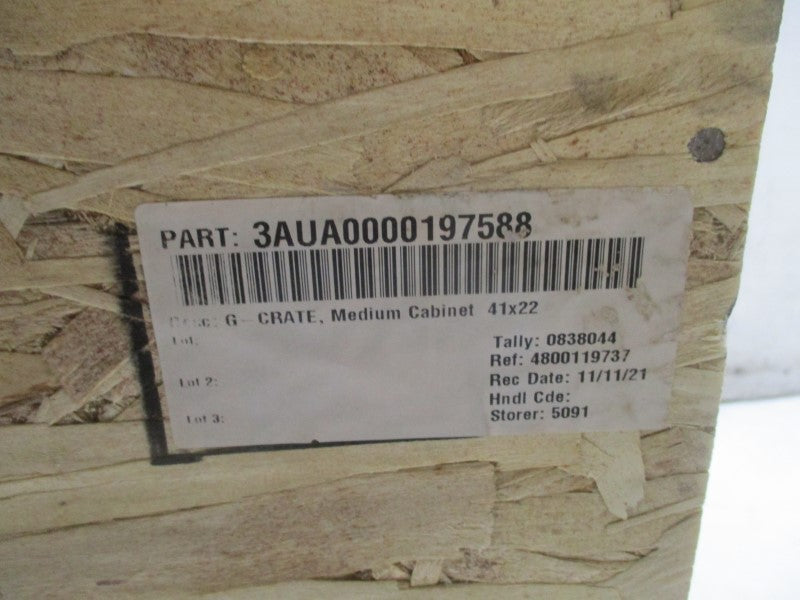 PART: 3AUA0000197588
Desc: G - CRATE, Medium Cabinet 41x22
Lot:
Tally: 0838044
Ref: 4800119737
Lot 2:
Rec Date: 11/11/21
Hndl Cde:
Lot 3:
Storer: 5091